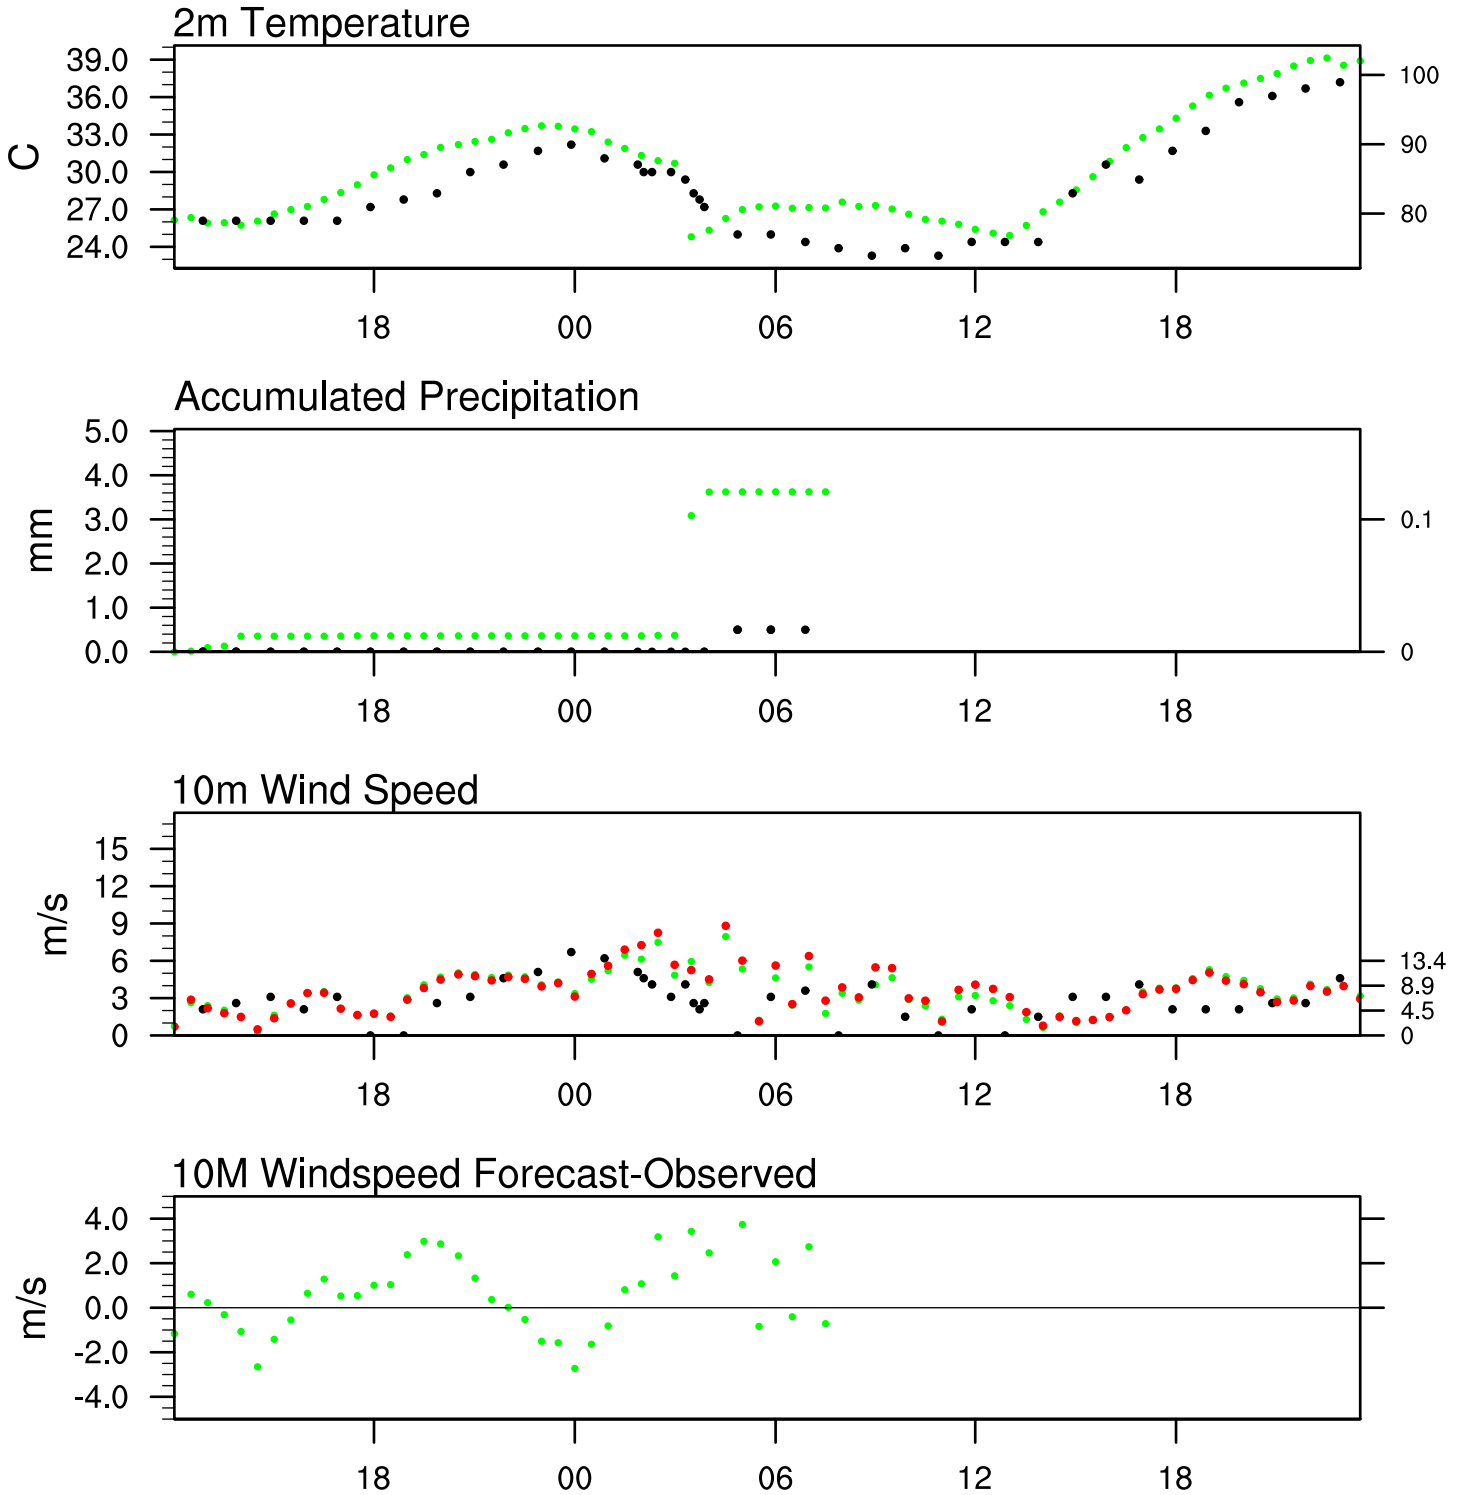 2m Temperature
39.0
36.0
33.0
30.0
27.0
24.0
C
100
90
80
18 00 06 12 18
Accumulated Precipitation
5.0
4.0
3.0
2.0
1.0
0.0
mm
0.1
0
18 00 06 12 18
10m Wind Speed
15
12
9
6
3
0
m/s
13.4
8.9
4.5
0
18 00 06 12 18
10M Windspeed Forecast-Observed
4.0
2.0
0.0
-2.0
-4.0
m/s
18 00 06 12 18